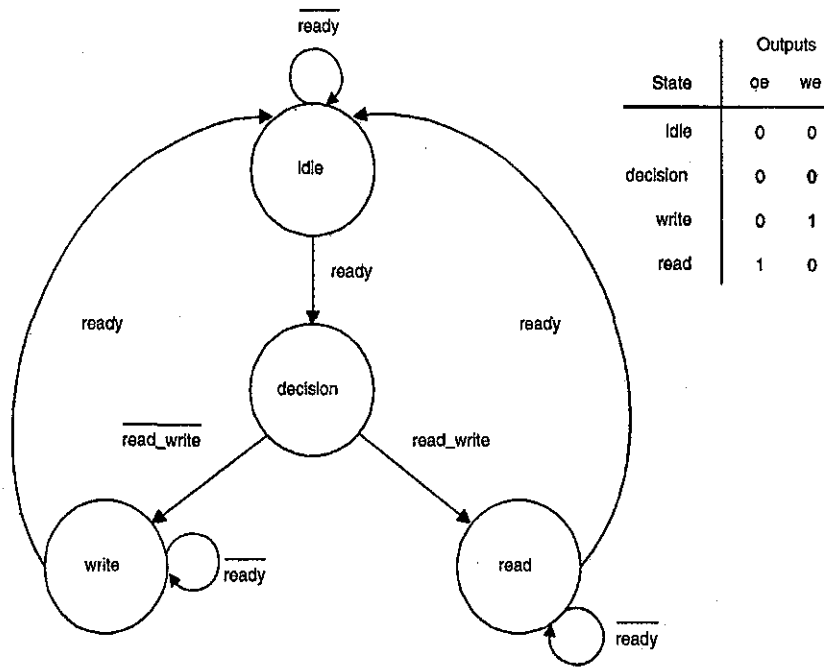 ready
Outputs
State oe we
Idle 0 0
decision 0 0
write 0 1
read 1 0
Idle
ready
ready
ready
decision
read_write
read_write
write
ready
read
ready